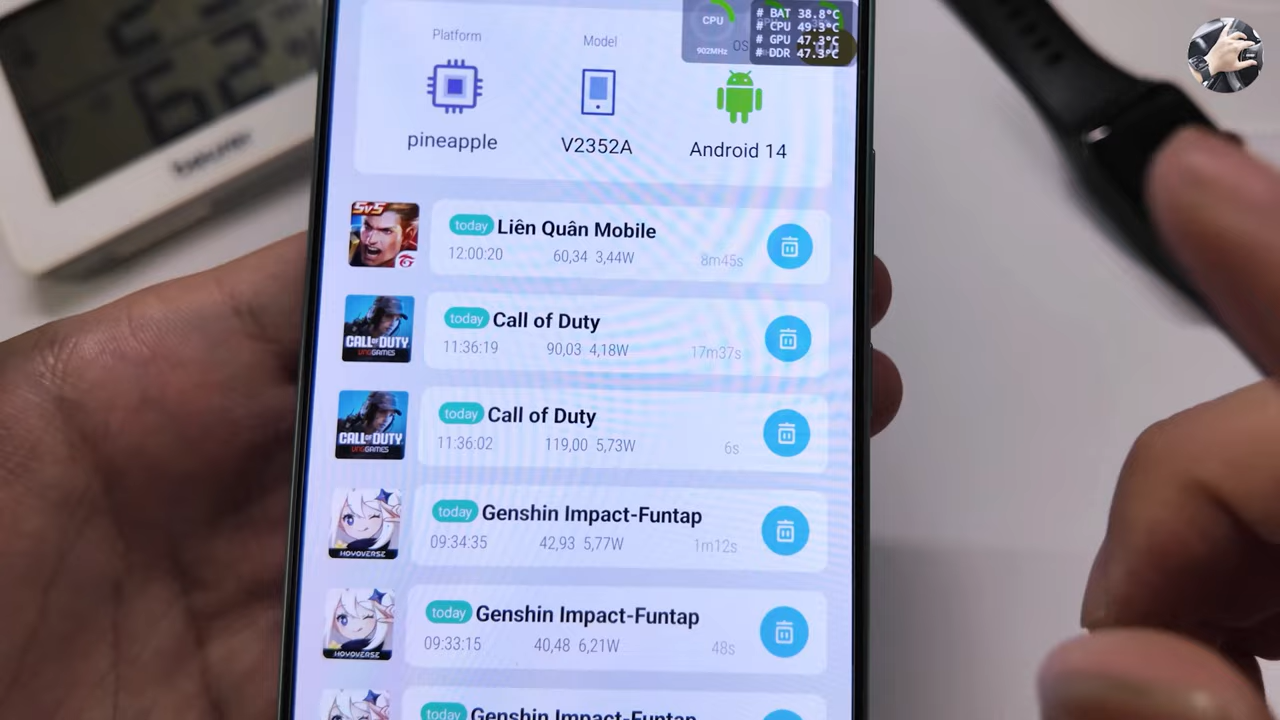 Platform
Model
OS
CPU
902MHz
# BAT 38.8°C
# CPU 49.3°C
# GPU 47.3°C
# DDR 47.3°C
pineapple
V2352A
Android 14
5v5
today Liên Quân Mobile
12:00:20 60,34 3,44W 8m45s
CALL OF DUTY
VNGGAMES
today Call of Duty
11:36:19 90,03 4,18W 17m37s
CALL OF DUTY
VNGGAMES
today Call of Duty
11:36:02 119,00 5,73W 6s
HOYOVERSE
today Genshin Impact-Funtap
09:34:35 42,93 5,77W 1m12s
HOYOVERSE
today Genshin Impact-Funtap
09:33:15 40,48 6,21W 48s
today Genshin Impact-Funtap